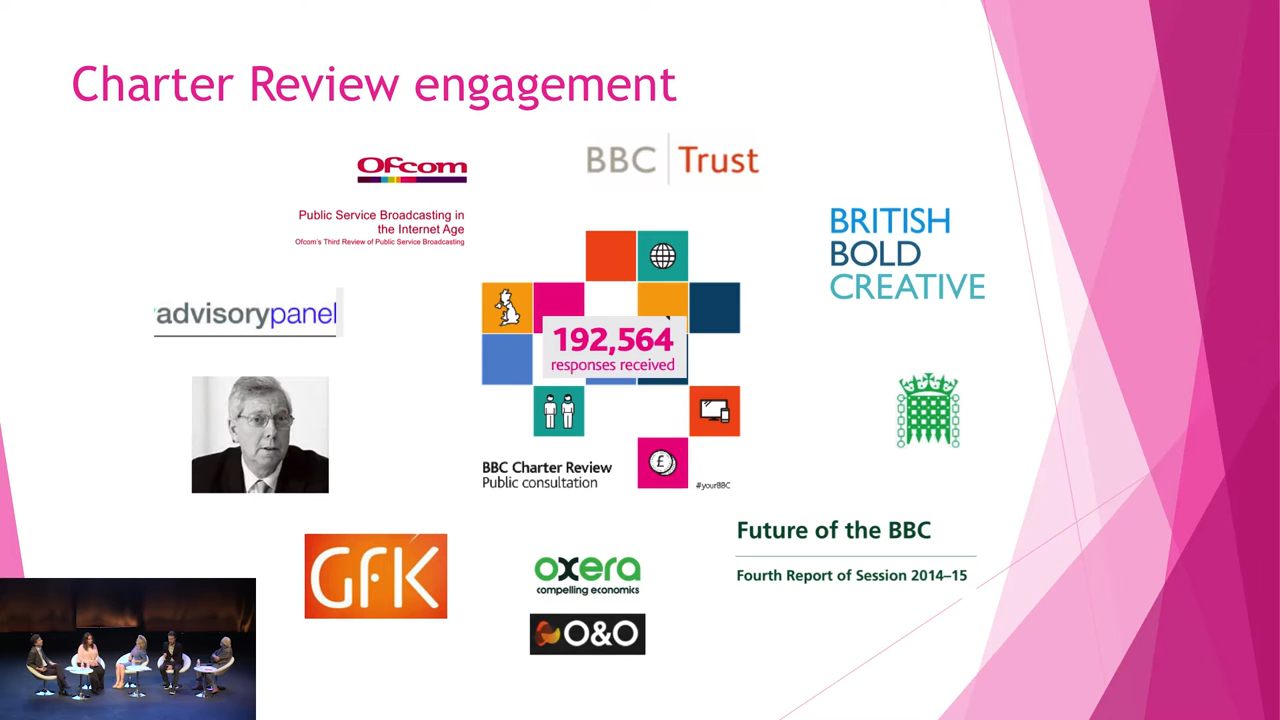 Charter Review engagement
Ofcom
BBC Trust
Public Service Broadcasting in
the Internet Age
Ofcom's Third Review of Public Service Broadcasting
BRITISH
BOLD
CREATIVE
advisorypanel
192,564
responses received
£
BBC Charter Review
Public consultation
#yourBBC
Future of the BBC
Fourth Report of Session 2014–15
GfK
oxera
compelling economics
O&O